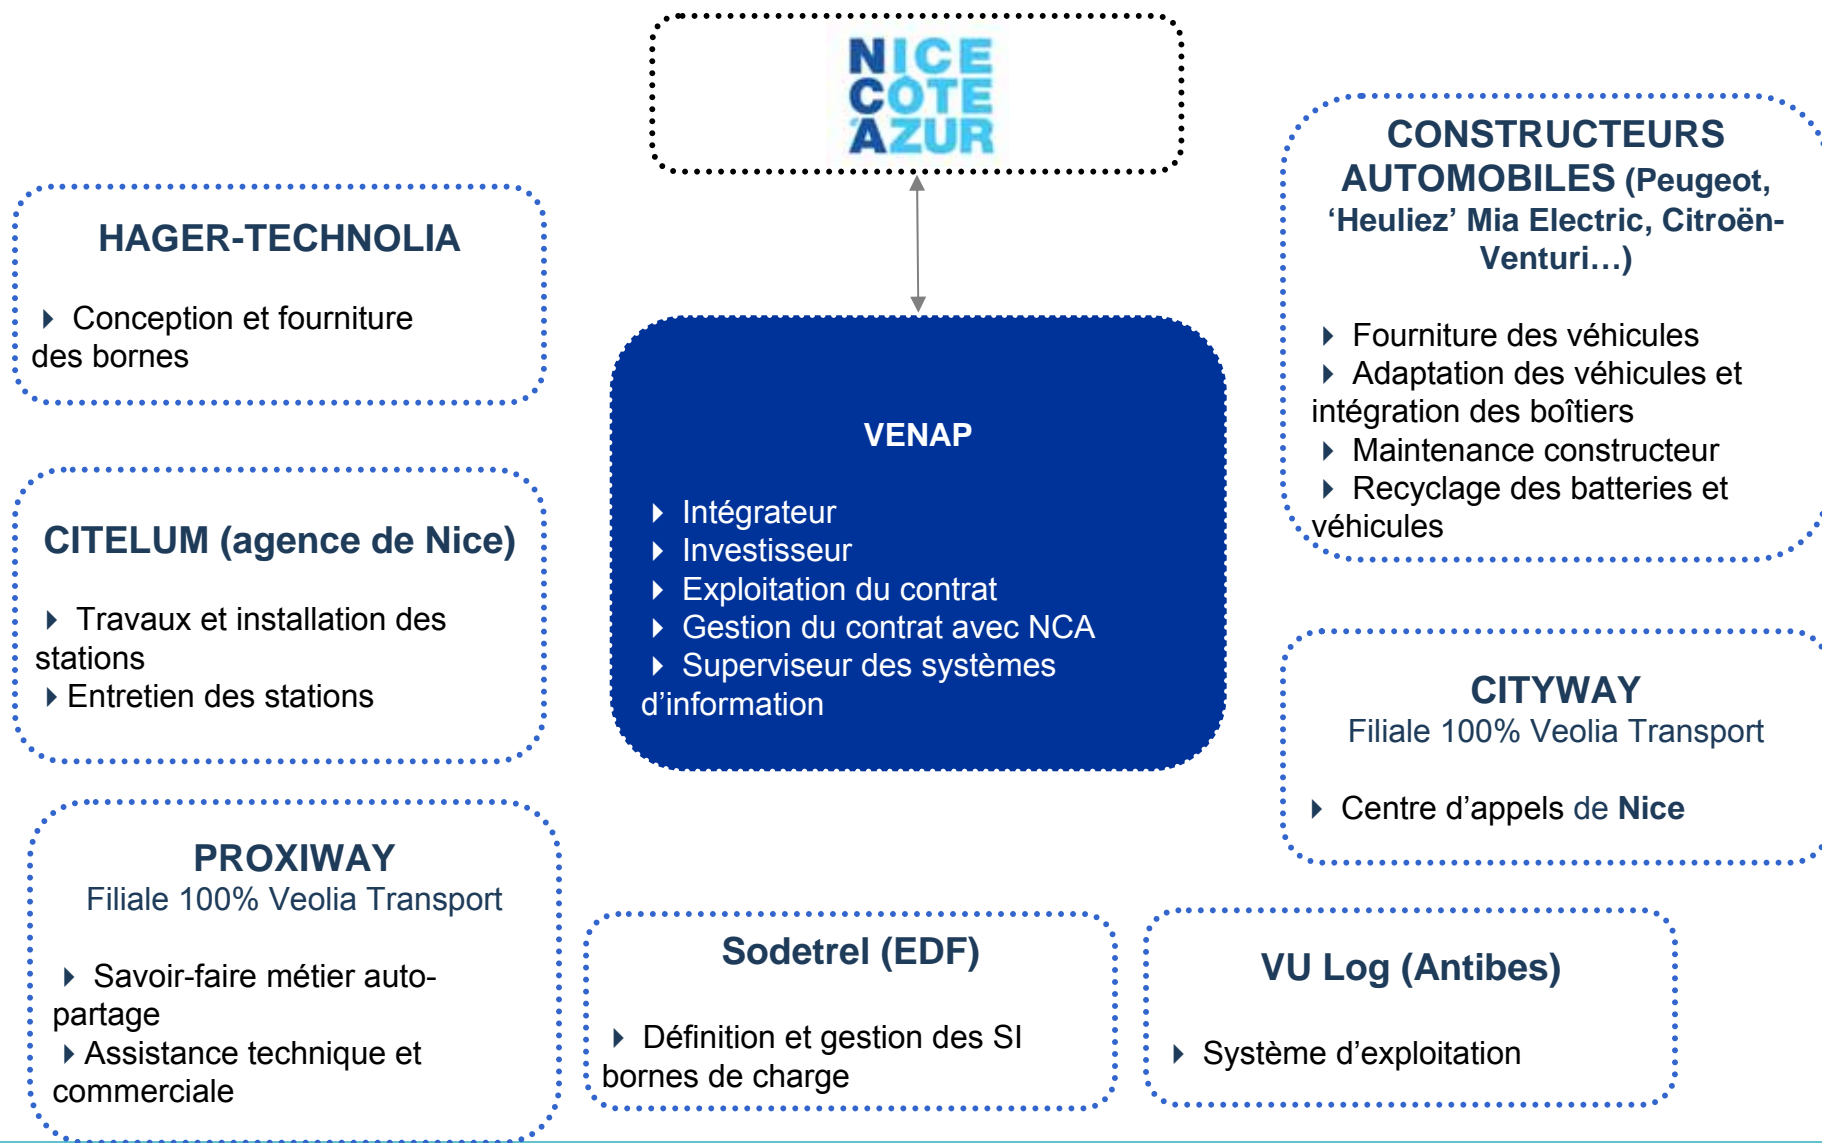 NICE
CÔTE
D'AZUR
HAGER-TECHNOLIA
Conception et fourniture
des bornes
CITELUM (agence de Nice)
Travaux et installation des
stations
Entretien des stations
PROXIWAY
Filiale 100% Veolia Transport
Savoir-faire métier auto-
partage
Assistance technique et
commerciale
VENAP
Intégrateur
Investisseur
Exploitation du contrat
Gestion du contrat avec NCA
Superviseur des systèmes
d’information
Sodetrel (EDF)
Définition et gestion des SI
bornes de charge
CONSTRUCTEURS
AUTOMOBILES (Peugeot,
‘Heuliez’ Mia Electric, Citroën-
Venturi…)
Fourniture des véhicules
Adaptation des véhicules et
intégration des boîtiers
Maintenance constructeur
Recyclage des batteries et
véhicules
CITYWAY
Filiale 100% Veolia Transport
Centre d’appels de Nice
VU Log (Antibes)
Système d’exploitation